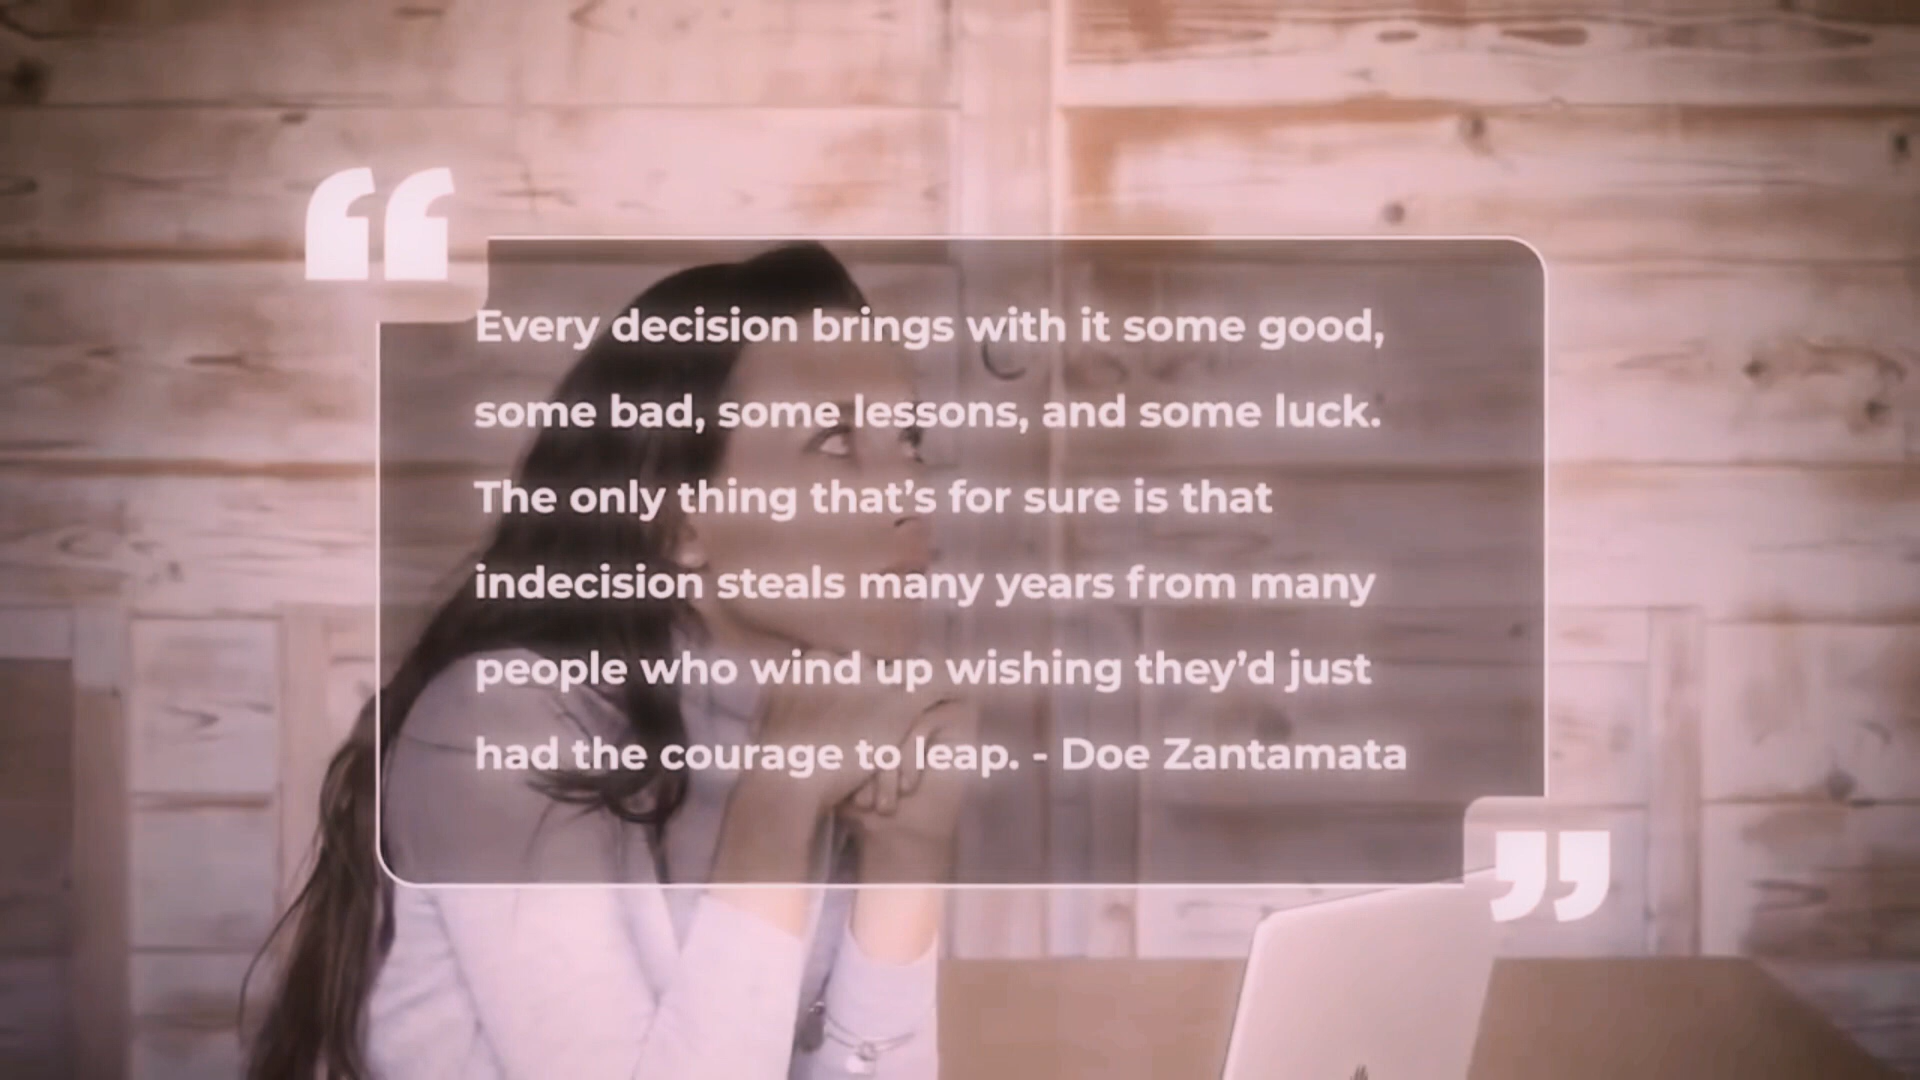 Every decision brings with it some good,
some bad, some lessons, and some luck.
The only thing that’s for sure is that
indecision steals many years from many
people who wind up wishing they’d just
had the courage to leap. - Doe Zantamata